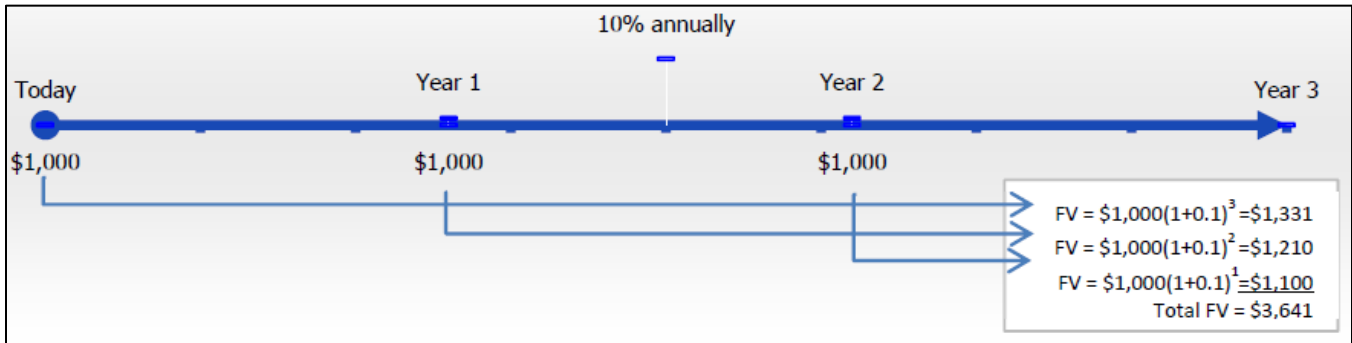 10% annually
Today Year 1 Year 2 Year 3
$1,000 $1,000 $1,000
FV = $1,000(1+0.1)³=$1,331
FV = $1,000(1+0.1)²=$1,210
FV = $1,000(1+0.1)¹=$1,100
Total FV = $3,641